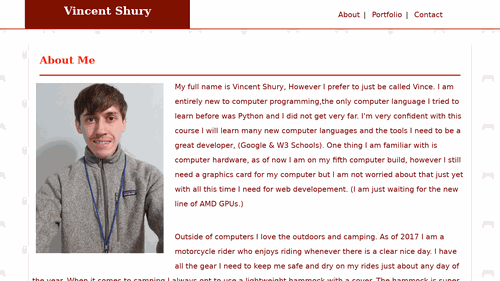 Vincent Shury
About | Portfolio | Contact
About Me
My full name is Vincent Shury, However I prefer to just be called Vince. I am
entirely new to computer programming,the only computer language I tried to
learn before was Python and I did not get very far. I'm very confident with this
course I will learn many new computer languages and the tools I need to be a
great developer, (Google & W3 Schools). One thing I am familiar with is
computer hardware, as of now I am on my fifth computer build, however I still
need a graphics card for my computer but I am not worried about that just yet
with all this time I need for web developement. (I am just waiting for the new
line of AMD GPUs.)
Outside of computers I love the outdoors and camping. As of 2017 I am a
motorcycle rider who enjoys riding whenever there is a clear nice day. I have
all the gear I need to keep me safe and dry on my rides just about any day of
the year. When it comes to camping I always opt to use a lightweight hammock with a cover. The hammock is super